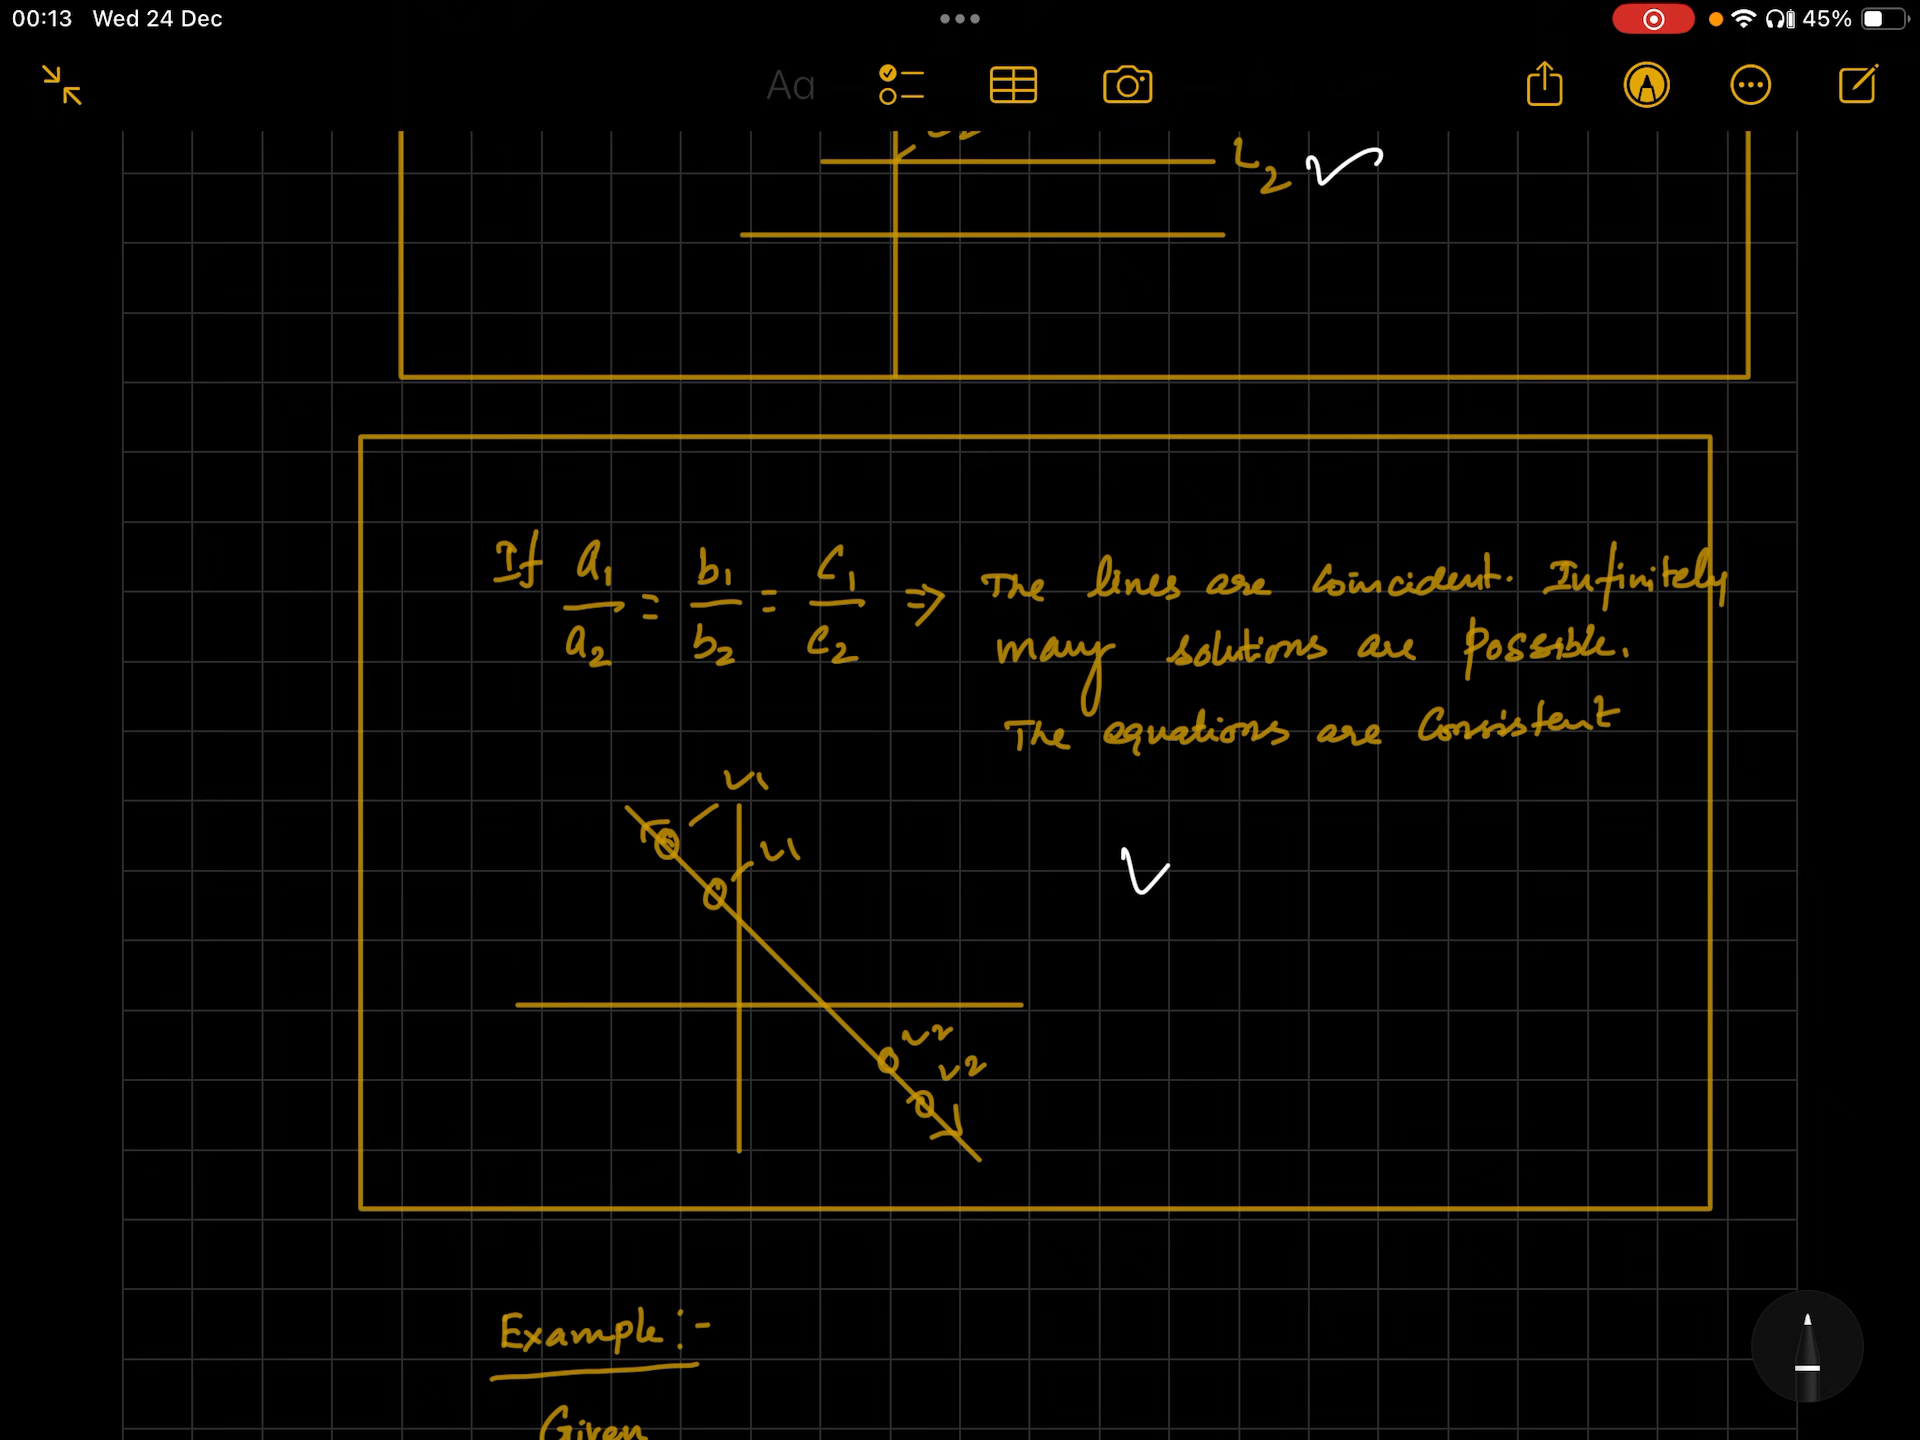 00:13 Wed 24 Dec
45%
Aa
L2
If a1/a2 = b1/b2 = c1/c2 ⇒ The lines are coincident. Infinitely
many solutions are possible.
The equations are Consistent
L1
L1
L2
L2
Example:-
Given